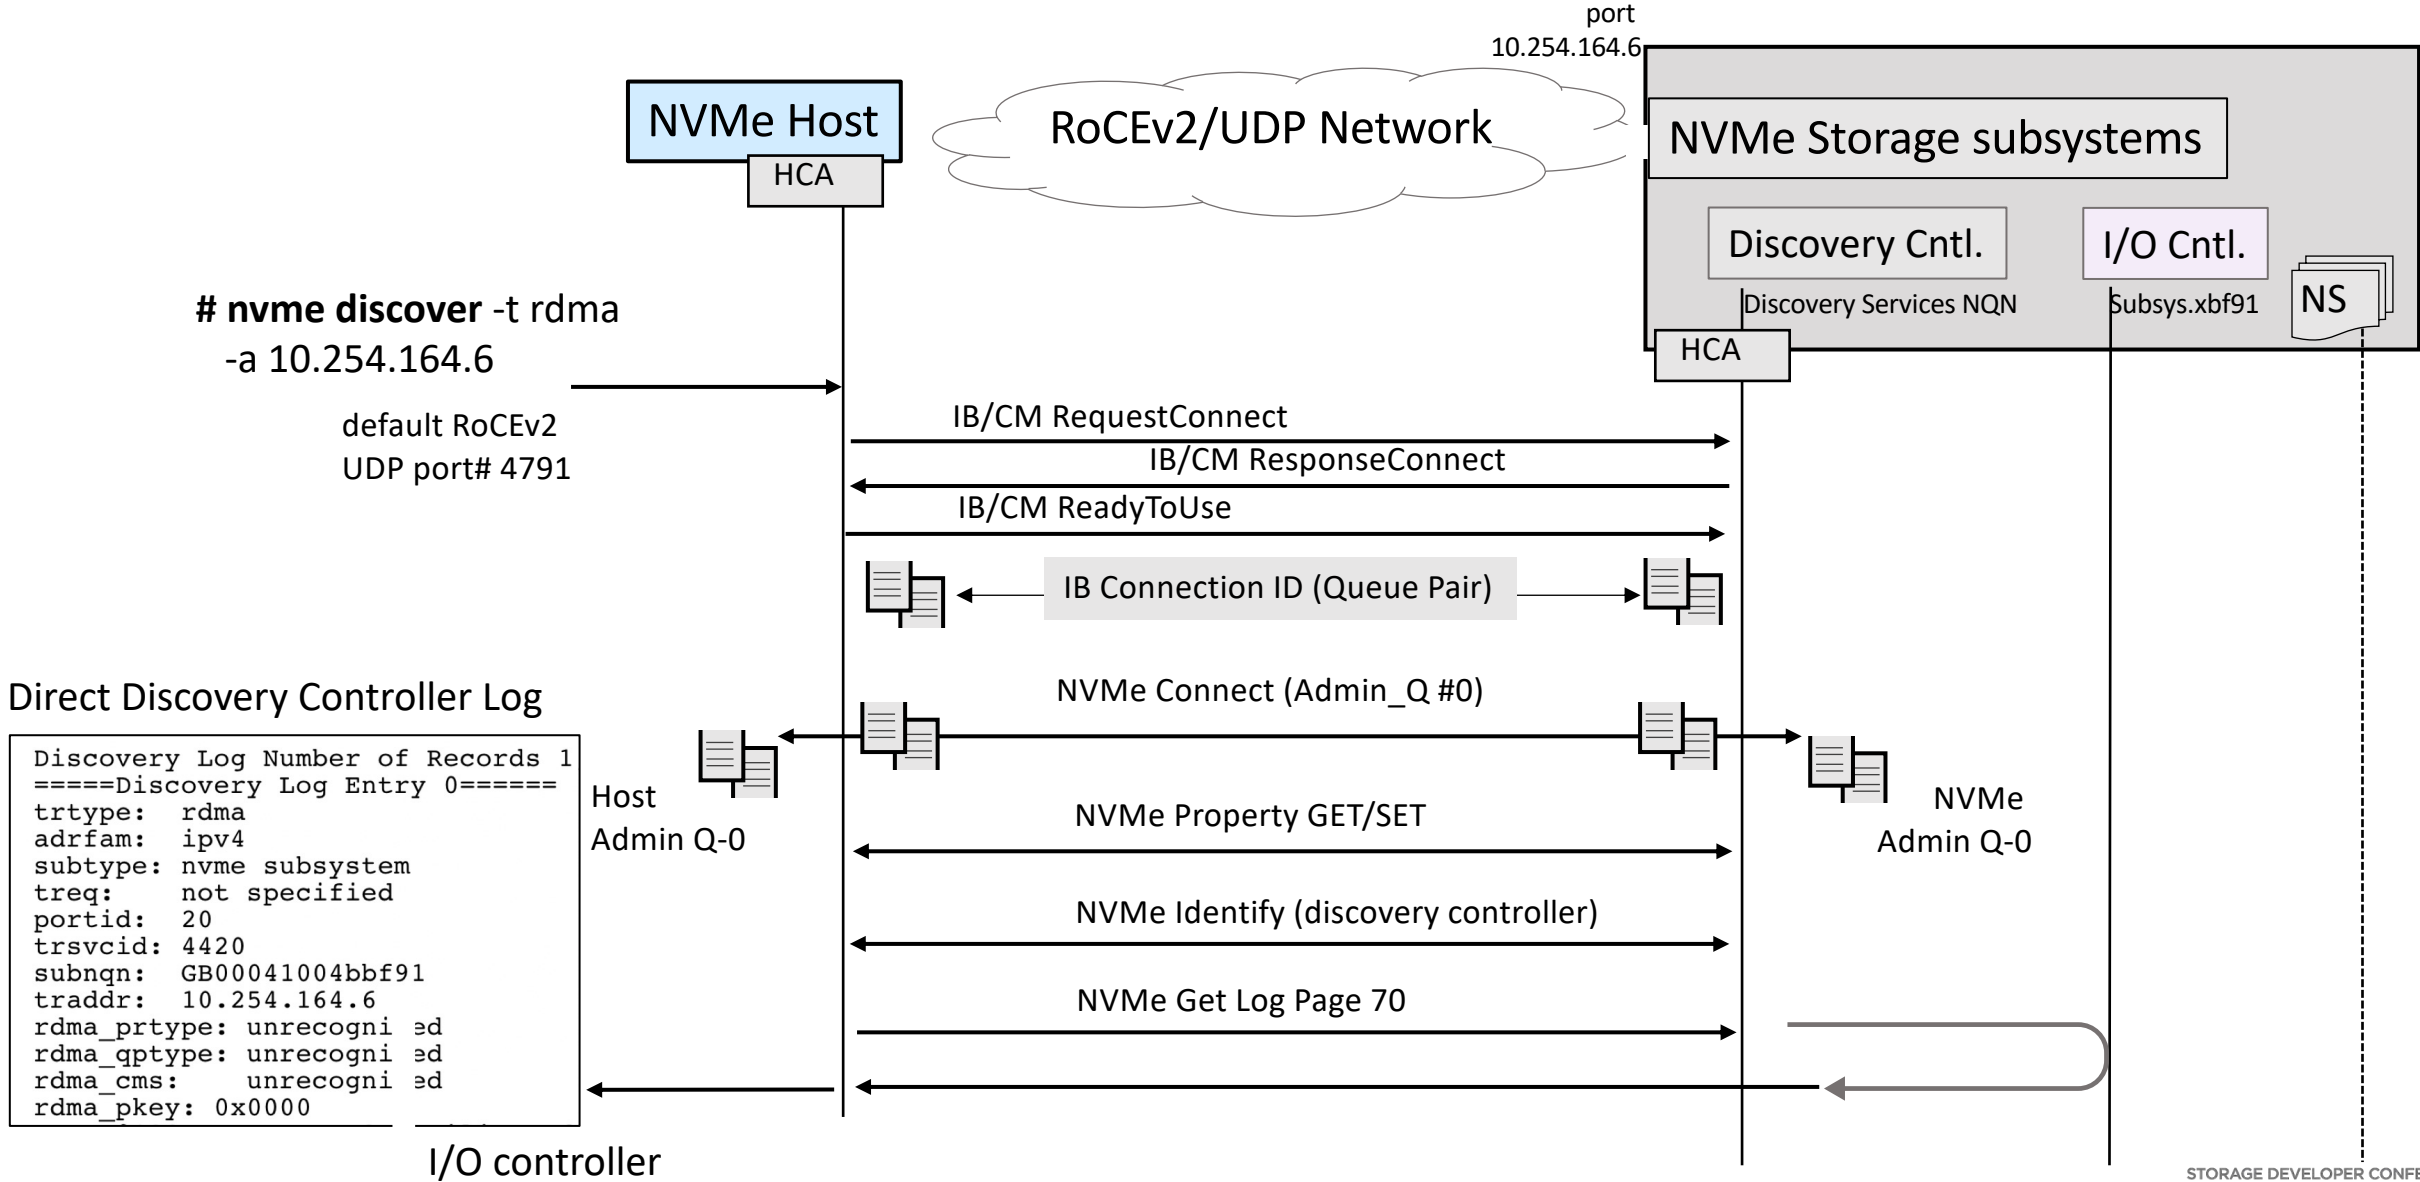 port
10.254.164.6
NVMe Host
HCA
RoCEv2/UDP Network
NVMe Storage subsystems
Discovery Cntl.
I/O Cntl.
Discovery Services NQN
Subsys.xbf91
NS
HCA
# nvme discover -t rdma
-a 10.254.164.6
default RoCEv2
UDP port# 4791
IB/CM RequestConnect
IB/CM ResponseConnect
IB/CM ReadyToUse
IB Connection ID (Queue Pair)
NVMe Connect (Admin_Q #0)
Host
Admin Q-0
NVMe
Admin Q-0
NVMe Property GET/SET
NVMe Identify (discovery controller)
NVMe Get Log Page 70
Direct Discovery Controller Log
Discovery Log Number of Records 1
=====Discovery Log Entry 0======
trtype: rdma
adrfam: ipv4
subtype: nvme subsystem
treq: not specified
portid: 20
trsvcid: 4420
subnqn: GB00041004bbf91
traddr: 10.254.164.6
rdma_prtype: unrecogni ed
rdma_qptype: unrecogni ed
rdma_cms: unrecogni ed
rdma_pkey: 0x0000
I/O controller
STORAGE DEVELOPER CONFE